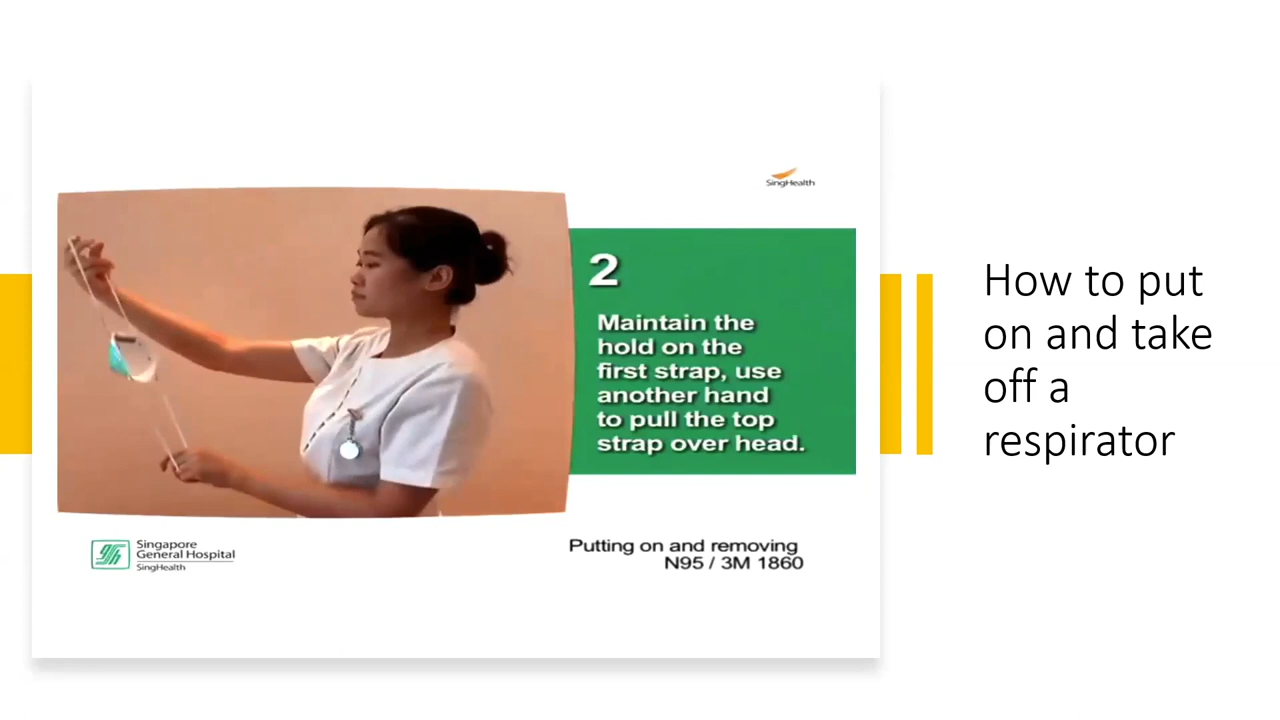 SingHealth
2
Maintain the
hold on the
first strap, use
another hand
to pull the top
strap over head.
Singapore
General Hospital
SingHealth
Putting on and removing
N95 / 3M 1860
How to put
on and take
off a
respirator